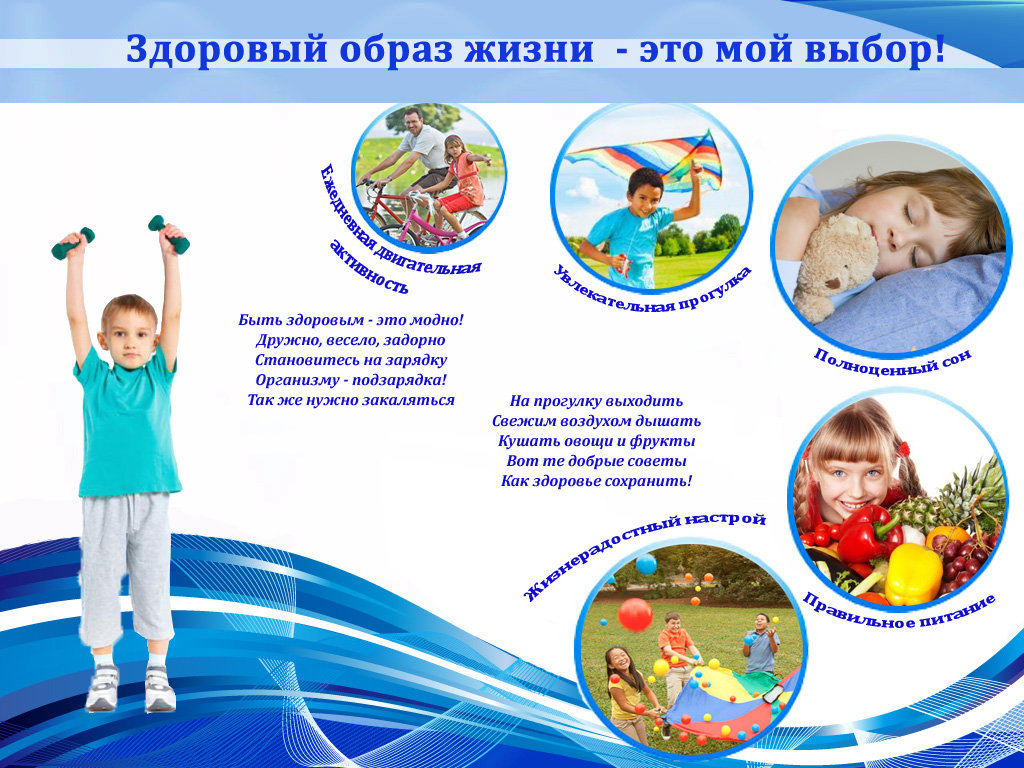 Здоровый образ жизни - это мой выбор!
Ежедневная двигательная
активность
Увлекательная прогулка
Полноценный сон
Быть здоровым - это модно!
Дружно, весело, задорно
Становитесь на зарядку
Организму - подзарядка!
Так же нужно закаляться
На прогулку выходить
Свежим воздухом дышать
Кушать овощи и фрукты
Вот те добрые советы
Как здоровье сохранить!
Жизнерадостный настрой
Правильное питание